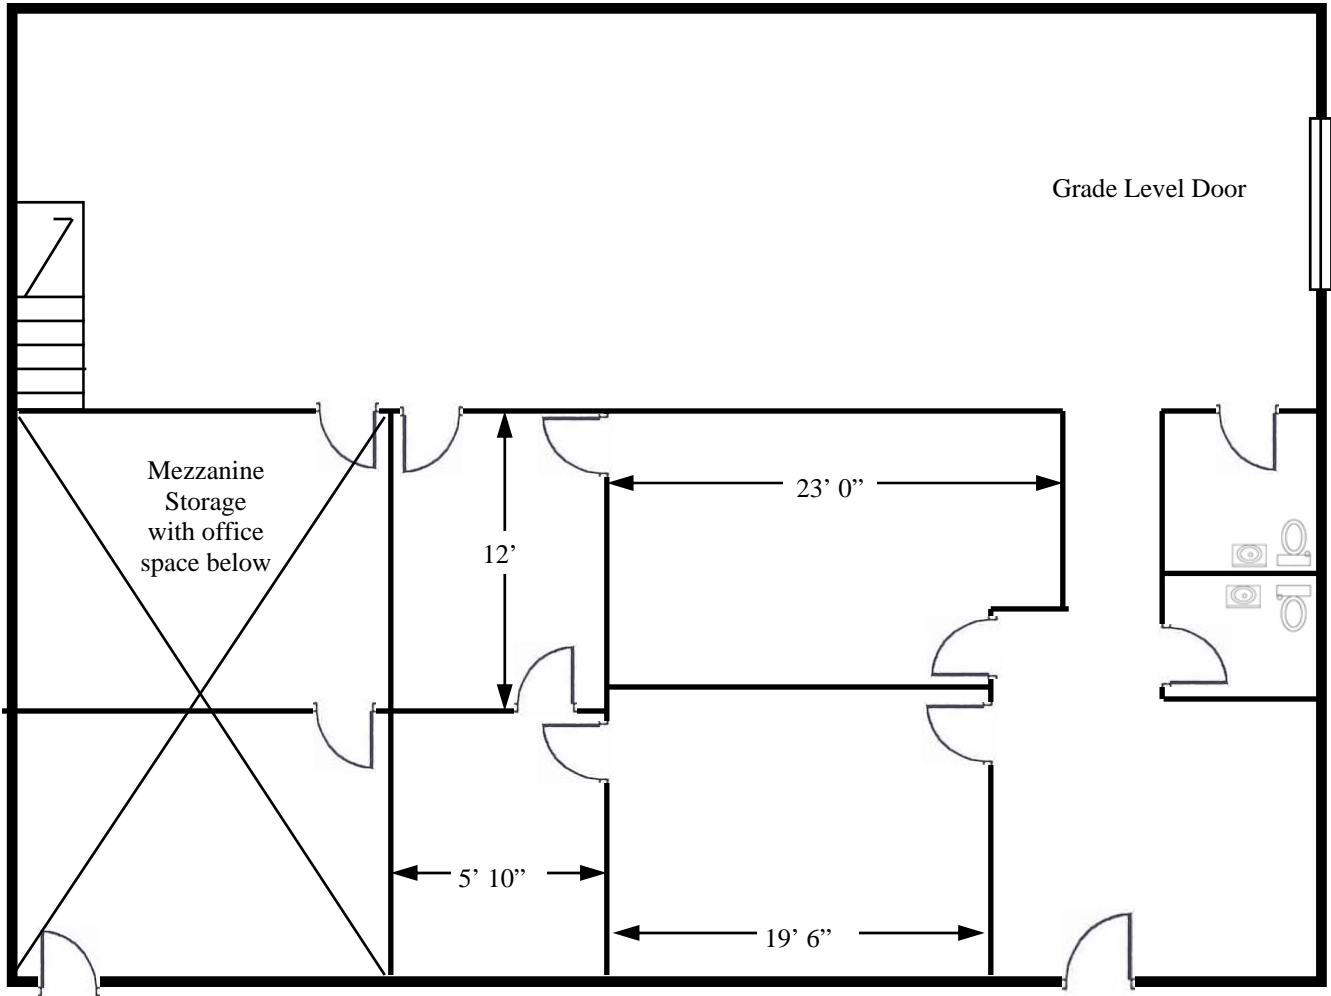 Grade Level Door
Mezzanine
Storage
with office
space below
23’ 0”
12’
5’ 10”
19’ 6”